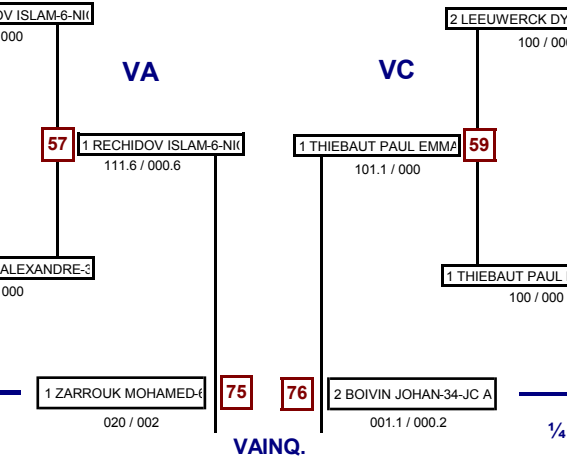 OV ISLAM-6-NI(
000
2 LEEUWERCK DY
100 / 000
VA
VC
57
1 RECHIDOV ISLAM-6-NI(
111.6 / 000.6
1 THIEBAUT PAUL EMMA
59
101.1 / 000
ALEXANDRE-3
000
1 THIEBAUT PAUL
100 / 000
1 ZARROUK MOHAMED-6
75
76
2 BOIVIN JOHAN-34-JC A
020 / 002
001.1 / 000.2
VAINQ.
¼